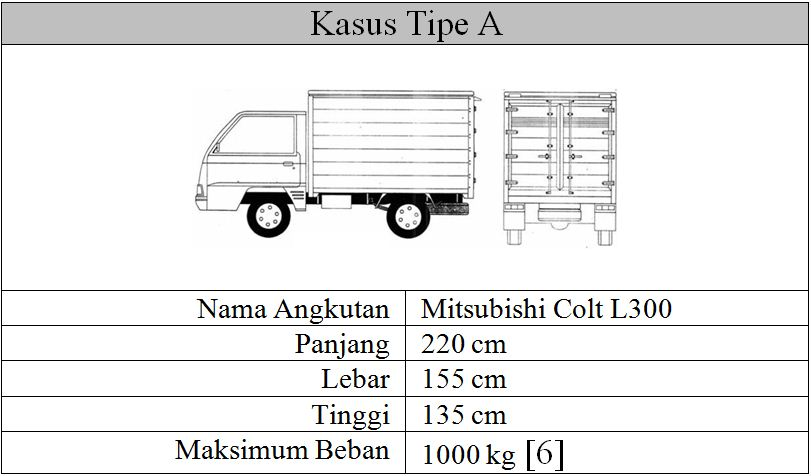 Kasus Tipe A
Nama Angkutan Mitsubishi Colt L300
Panjang 220 cm
Lebar 155 cm
Tinggi 135 cm
Maksimum Beban 1000 kg [6]